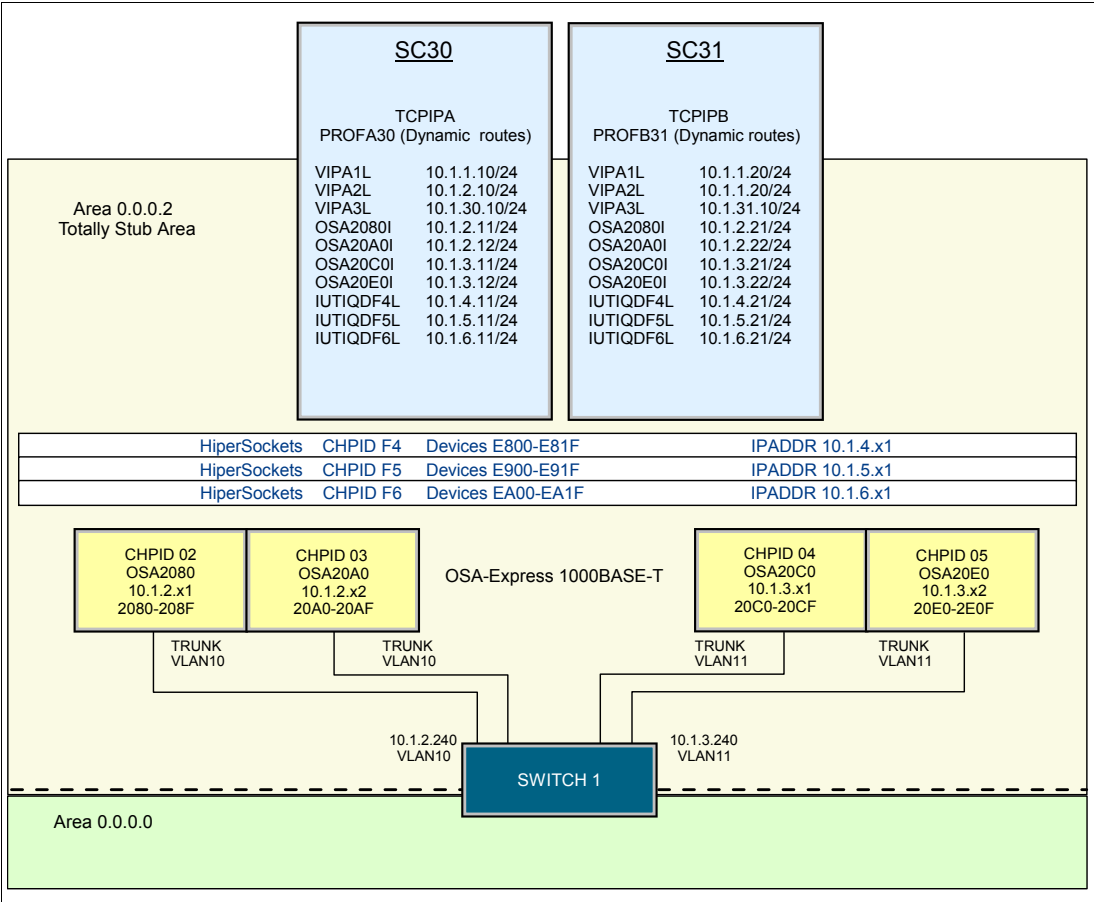 SC30
TCPIPA
PROFA30 (Dynamic routes)
VIPA1L 10.1.1.10/24
VIPA2L 10.1.2.10/24
VIPA3L 10.1.30.10/24
OSA2080I 10.1.2.11/24
OSA20A0I 10.1.2.12/24
OSA20C0I 10.1.3.11/24
OSA20E0I 10.1.3.12/24
IUTIQDF4L 10.1.4.11/24
IUTIQDF5L 10.1.5.11/24
IUTIQDF6L 10.1.6.11/24
SC31
TCPIPB
PROFB31 (Dynamic routes)
VIPA1L 10.1.1.20/24
VIPA2L 10.1.1.20/24
VIPA3L 10.1.31.10/24
OSA2080I 10.1.2.21/24
OSA20A0I 10.1.2.22/24
OSA20C0I 10.1.3.21/24
OSA20E0I 10.1.3.22/24
IUTIQDF4L 10.1.4.21/24
IUTIQDF5L 10.1.5.21/24
IUTIQDF6L 10.1.6.21/24
Area 0.0.0.2
Totally Stub Area
HiperSockets CHPID F4 Devices E800-E81F IPADDR 10.1.4.x1
HiperSockets CHPID F5 Devices E900-E91F IPADDR 10.1.5.x1
HiperSockets CHPID F6 Devices EA00-EA1F IPADDR 10.1.6.x1
CHPID 02
OSA2080
10.1.2.x1
2080-208F
CHPID 03
OSA20A0
10.1.2.x2
20A0-20AF
OSA-Express 1000BASE-T
CHPID 04
OSA20C0
10.1.3.x1
20C0-20CF
CHPID 05
OSA20E0
10.1.3.x2
20E0-2E0F
TRUNK
VLAN10
TRUNK
VLAN10
TRUNK
VLAN11
TRUNK
VLAN11
10.1.2.240
VLAN10
10.1.3.240
VLAN11
SWITCH 1
Area 0.0.0.0